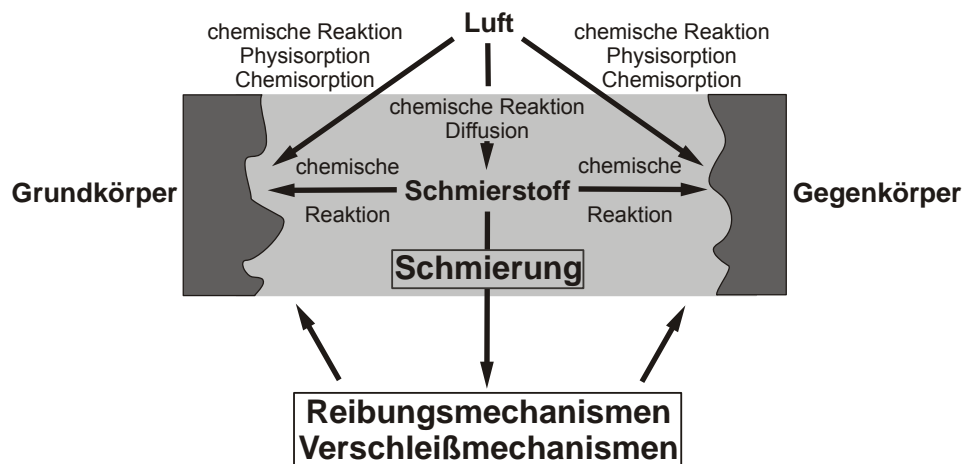 Luft
chemische Reaktion
Physisorption
Chemisorption
chemische Reaktion
Physisorption
Chemisorption
chemische Reaktion
Diffusion
Grundkörper
chemische
Reaktion
Schmierstoff
chemische
Reaktion
Gegenkörper
Schmierung
Reibungsmechanismen
Verschleißmechanismen